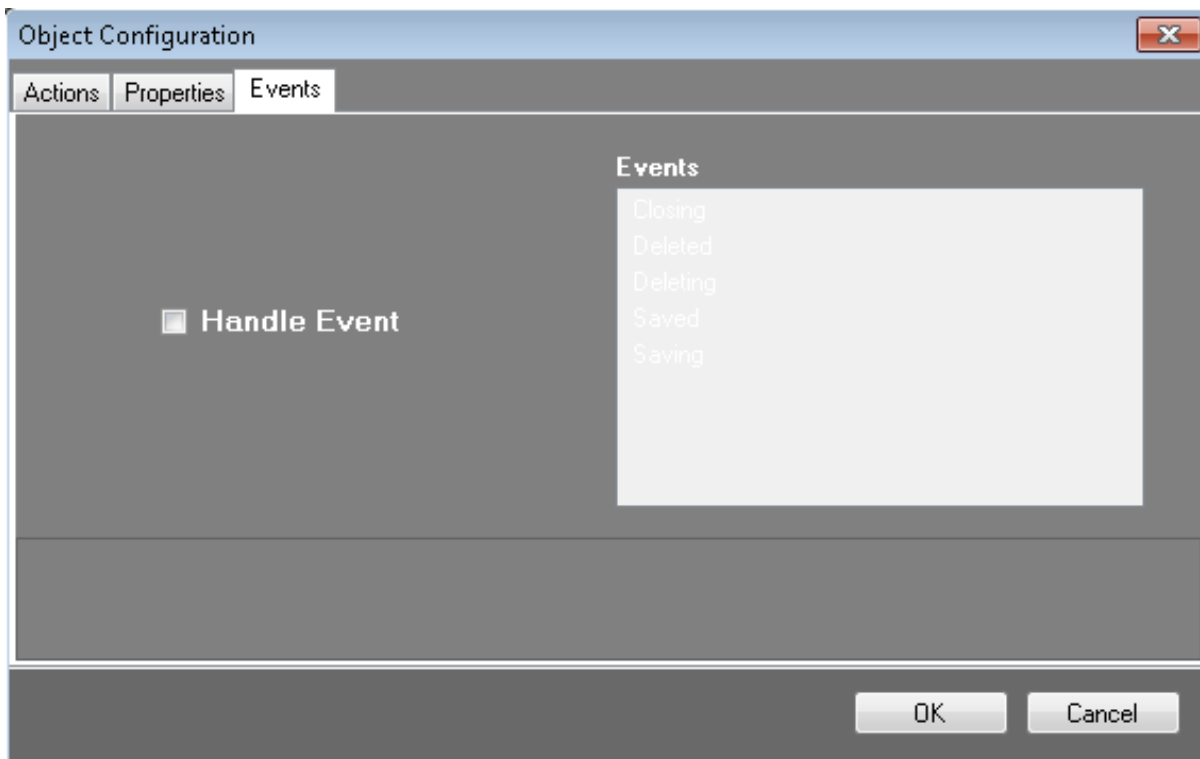 Object Configuration
Actions Properties Events
Events
Closing
Deleted
Deleting
Saved
Saving
Handle Event
OK Cancel